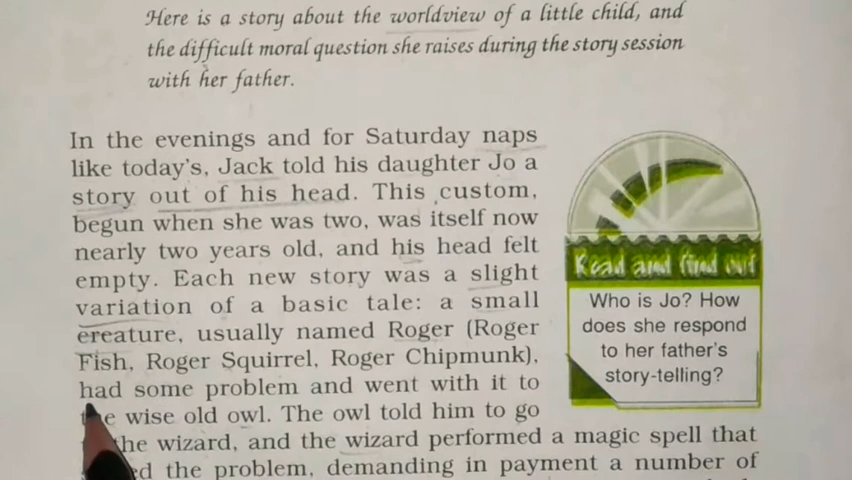 Here is a story about the worldview of a little child, and
the difficult moral question she raises during the story session
with her father.
In the evenings and for Saturday naps
like today's, Jack told his daughter Jo a
story out of his head. This custom,
begun when she was two, was itself now
nearly two years old, and his head felt
empty. Each new story was a slight
variation of a basic tale: a small
creature, usually named Roger (Roger
Fish, Roger Squirrel, Roger Chipmunk),
had some problem and went with it to
the wise old owl. The owl told him to go
the wizard, and the wizard performed a magic spell that
the problem, demanding in payment a number of
Read and find out
Who is Jo? How
does she respond
to her father's
story-telling?